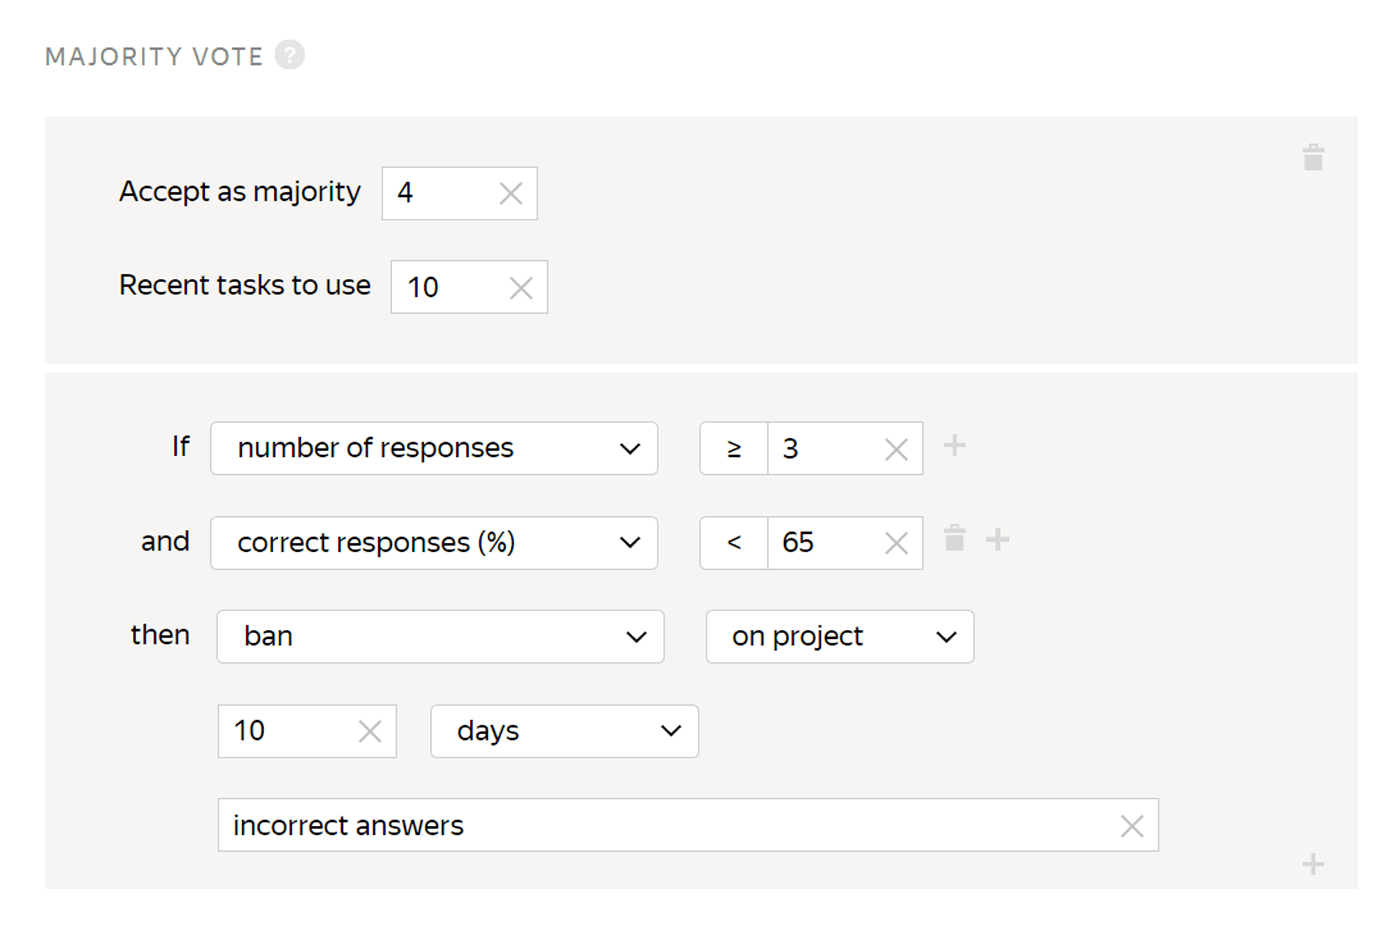 MAJORITY VOTE ?
Accept as majority 4
Recent tasks to use 10
If number of responses ≥ 3
and correct responses (%) < 65
then ban on project
10 days
incorrect answers